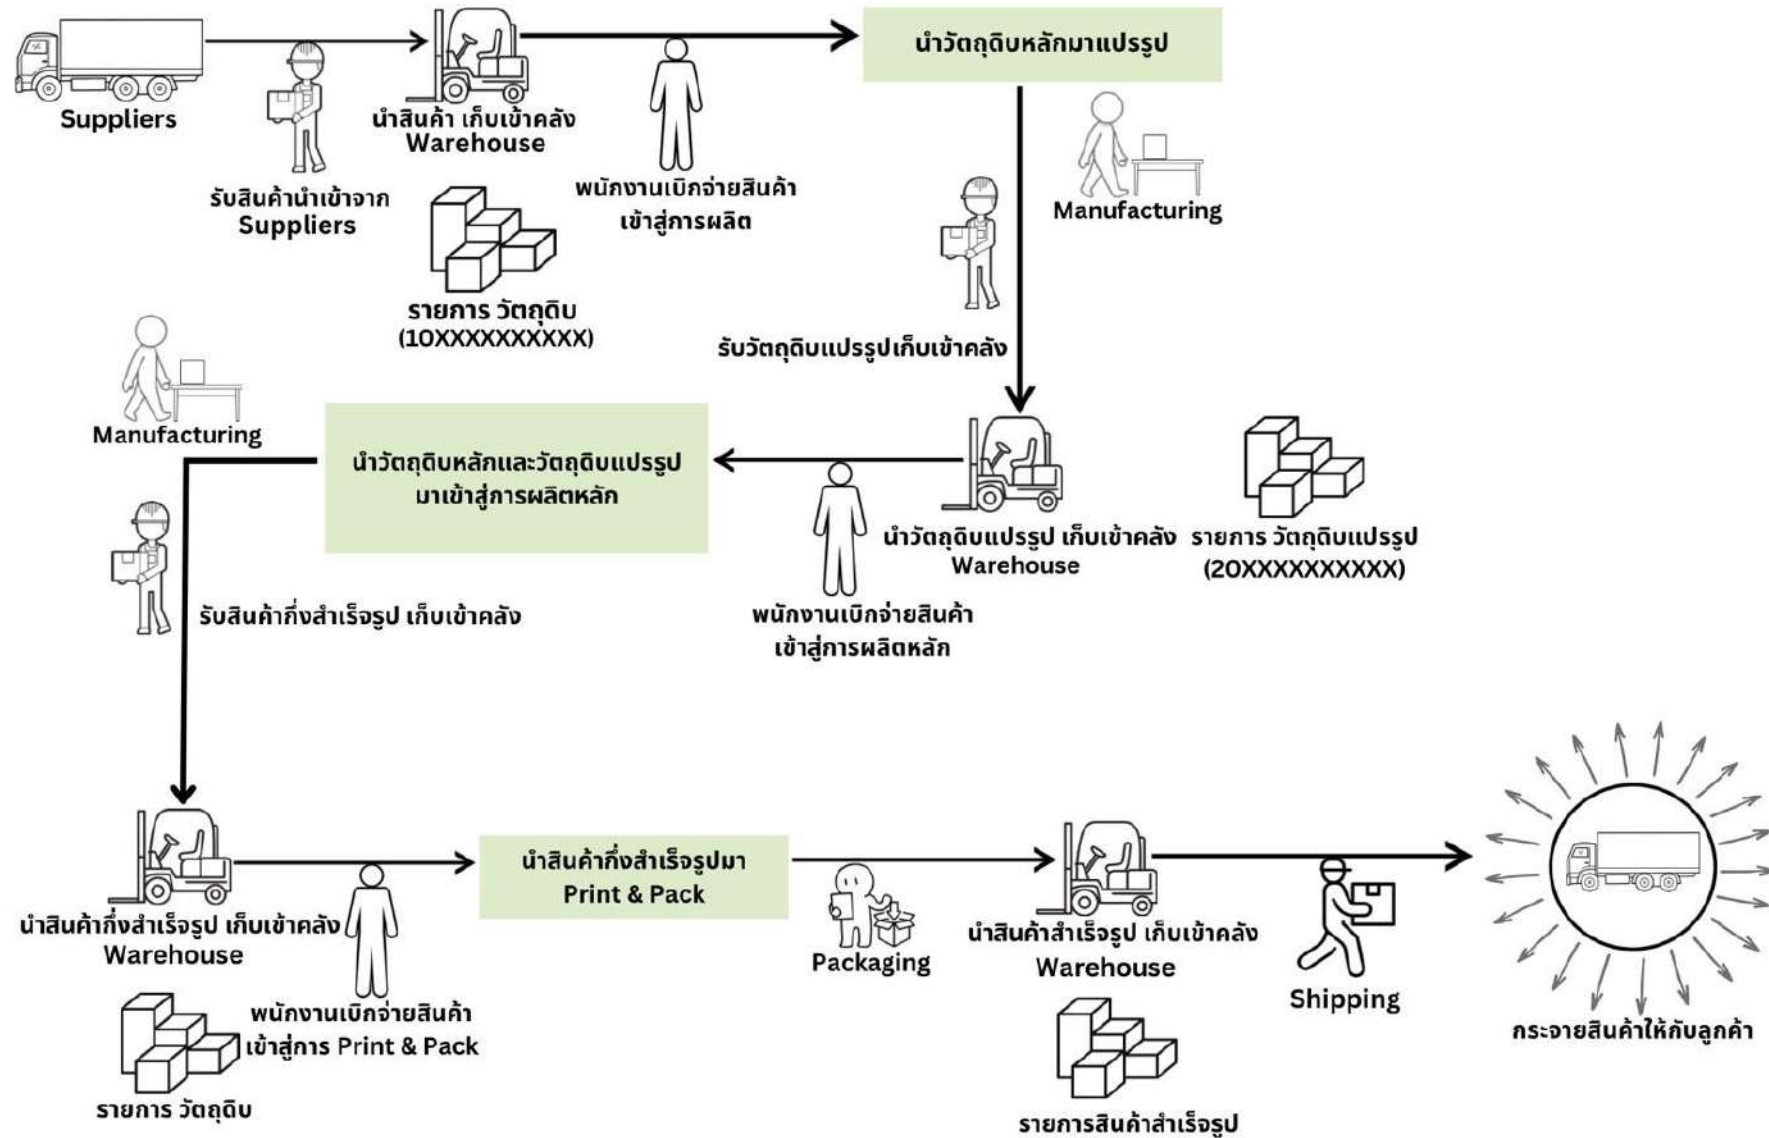 นำวัตถุดิบหลักมาแปรรูป
Suppliers
นำสินค้า เก็บเข้าคลัง
Warehouse
รับสินค้านำเข้าจาก
Suppliers
พนักงานเบิกจ่ายสินค้า
เข้าสู่การผลิต
Manufacturing
รายการ วัตถุดิบ
(10XXXXXXXXXX)
รับวัตถุดิบแปรรูปเก็บเข้าคลัง
Manufacturing
นำวัตถุดิบหลักและวัตถุดิบแปรรูป
มาเข้าสู่การผลิตหลัก
นำวัตถุดิบแปรรูป เก็บเข้าคลัง
Warehouse
รายการ วัตถุดิบแปรรูป
(20XXXXXXXXXX)
พนักงานเบิกจ่ายสินค้า
เข้าสู่การผลิตหลัก
รับสินค้ากึ่งสำเร็จรูป เก็บเข้าคลัง
นำสินค้ากึ่งสำเร็จรูปมา
Print & Pack
นำสินค้ากึ่งสำเร็จรูป เก็บเข้าคลัง
Warehouse
Packaging
นำสินค้าสำเร็จรูป เก็บเข้าคลัง
Warehouse
Shipping
กระจายสินค้าให้กับลูกค้า
พนักงานเบิกจ่ายสินค้า
เข้าสู่การ Print & Pack
รายการ วัตถุดิบ
รายการสินค้าสำเร็จรูป